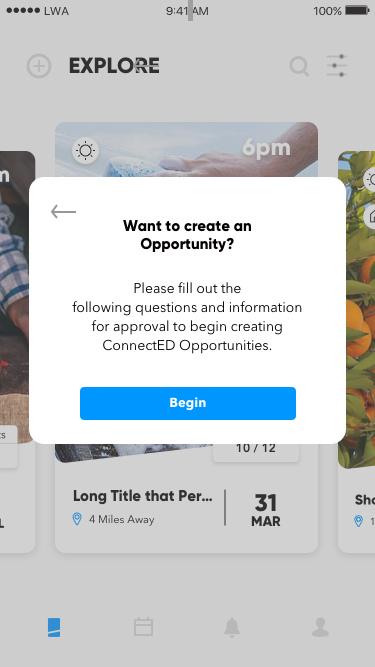 LWA
9:41 AM
100%
EXPLORE
6pm
Want to create an
Opportunity?
Please fill out the
following questions and information
for approval to begin creating
ConnectED Opportunities.
Begin
10 / 12
Long Title that Per...
31
4 Miles Away
MAR
Sho